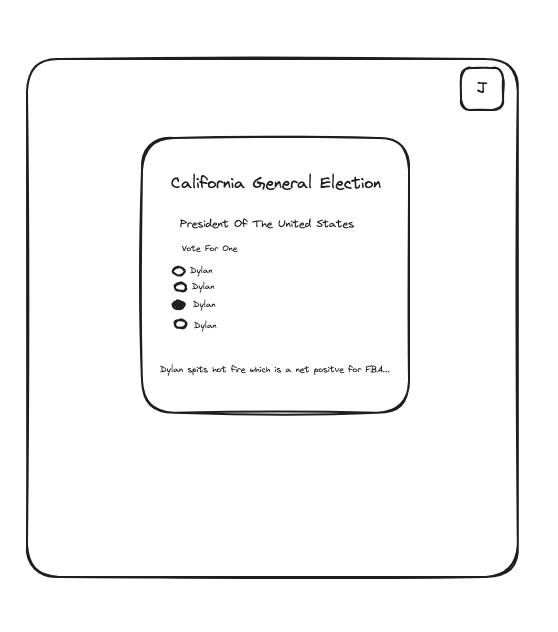 J
California General Election
President Of The United States
Vote For One
Dylan
Dylan
Dylan
Dylan
Dylan spits hot fire which is a net positve for FBA...